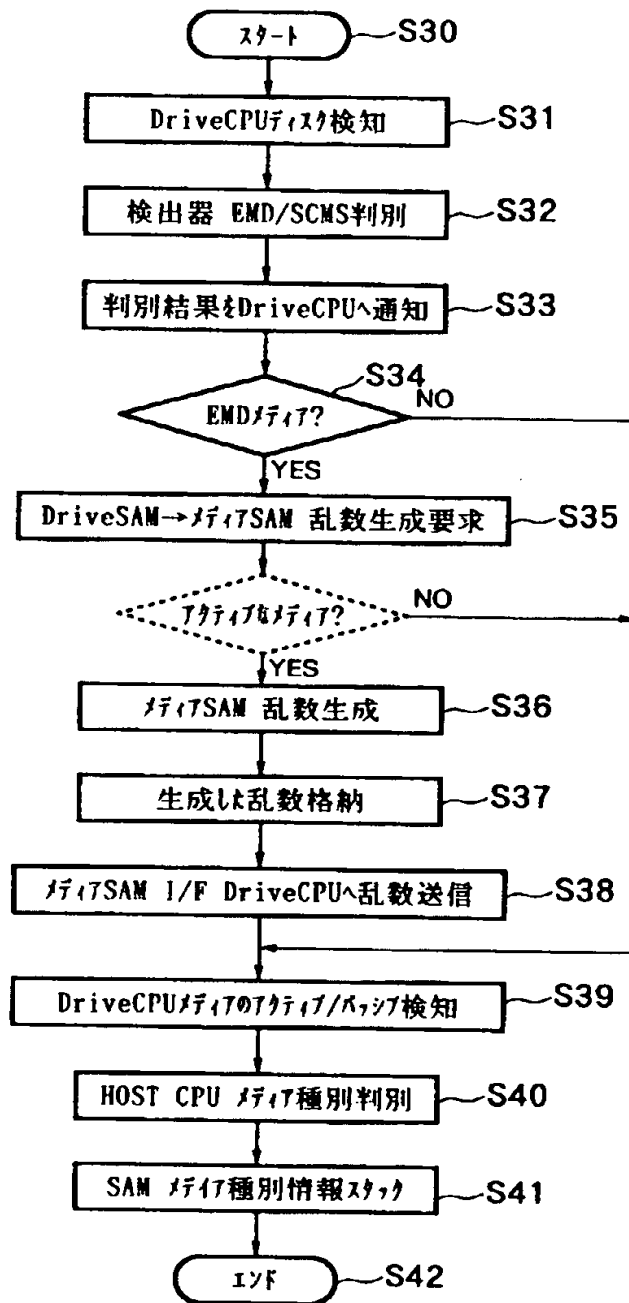 スタート S30
DriveCPUディスク検知 S31
検出器 EMD/SCMS判別 S32
判別結果をDriveCPUへ通知 S33
S34
EMDメディア? NO
YES
DriveSAM→メディアSAM 乱数生成要求 S35
アクティブなメディア? NO
YES
メディアSAM 乱数生成 S36
生成した乱数格納 S37
メディアSAM I/F DriveCPUへ乱数送信 S38
DriveCPUメディアのアクティブ/パッシブ検知 S39
HOST CPU メディア種別判別 S40
SAM メディア種別情報スタック S41
エンド S42